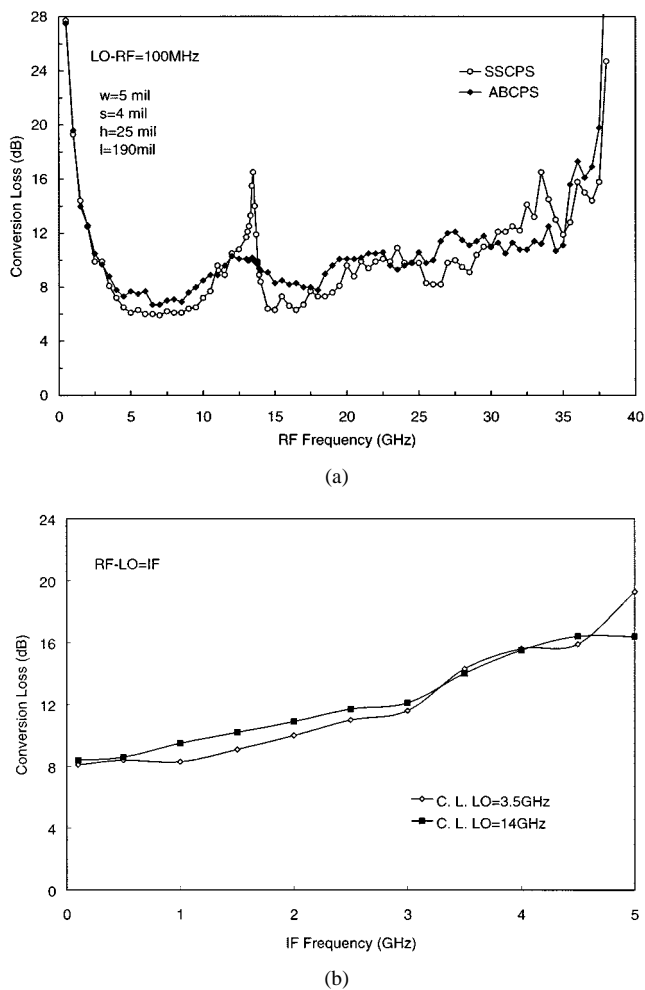 28
24
20
16
12
8
4
0
Conversion Loss (dB)
LO-RF=100MHz
w=5 mil
s=4 mil
h=25 mil
l=190mil
SSCPS
ABCPS
0 5 10 15 20 25 30 35 40
RF Frequency (GHz)
(a)
24
20
16
12
8
4
0
Conversion Loss (dB)
RF-LO=IF
C. L. LO=3.5GHz
C. L. LO=14GHz
0 1 2 3 4 5
IF Frequency (GHz)
(b)